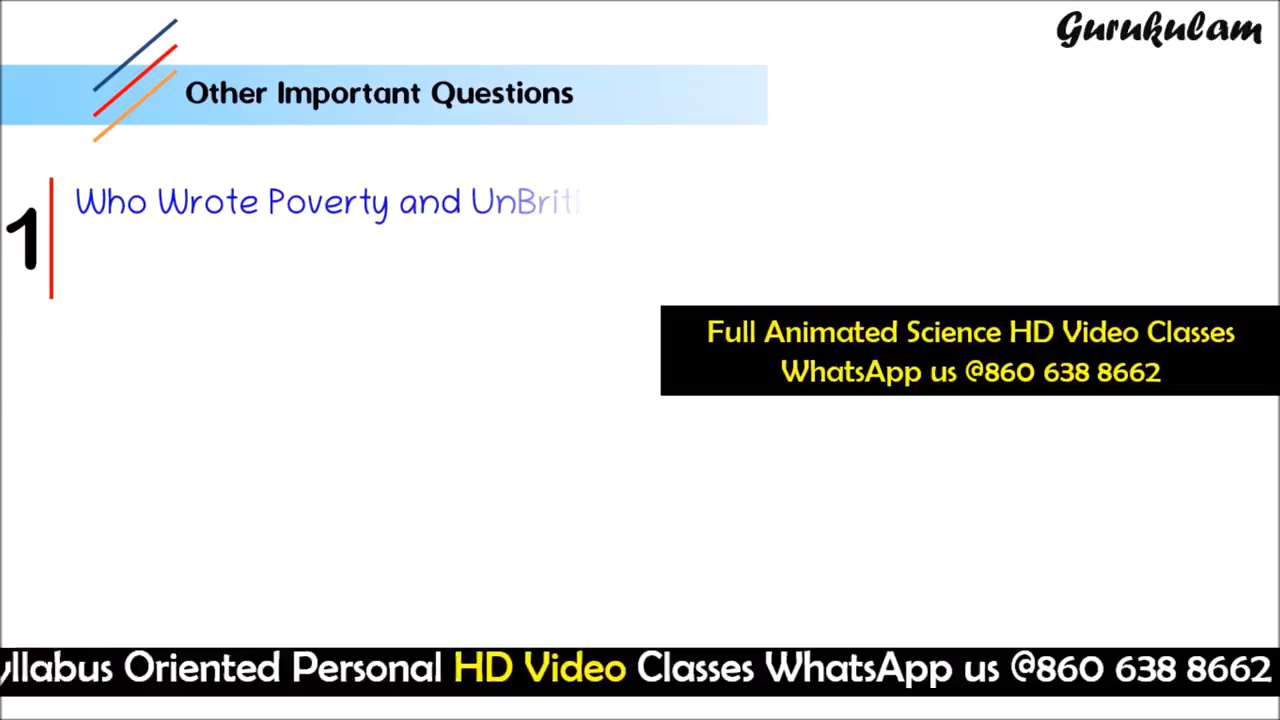 Gurukulam
Other Important Questions
1
Who Wrote Poverty and UnBrit
Full Animated Science HD Video Classes
WhatsApp us @860 638 8662
yllabus Oriented Personal HD Video Classes WhatsApp us @860 638 8662